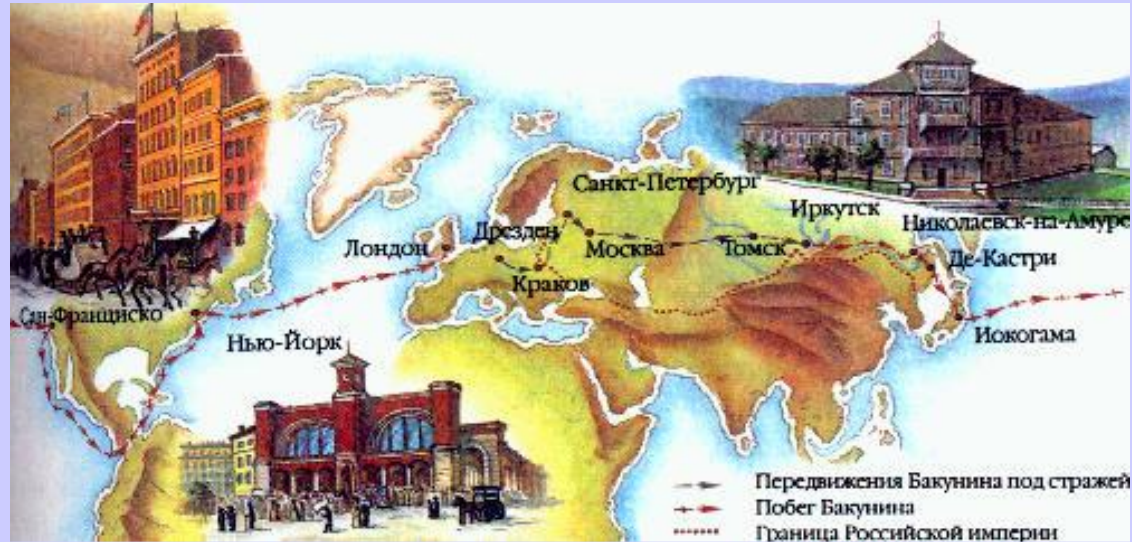 Санкт-Петербург
Иркутск
Николаевск-на-Амуре
Лондон
Дрезден
Москва
Томск
Де-Кастри
Краков
Сан-Франциско
Нью-Йорк
Иокогама
Передвижения Бакунина под стражей
Побег Бакунина
Граница Российской империи